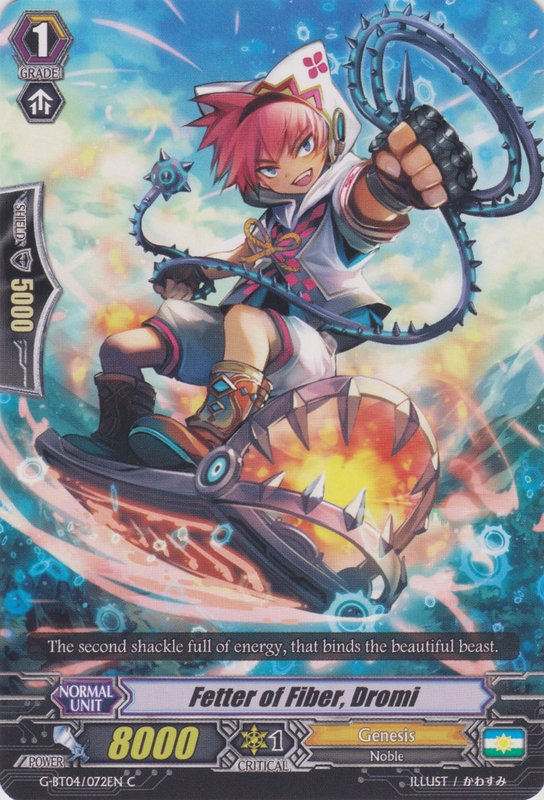 1
GRADE
SHIELD
5000
The second shackle full of energy, that binds the beautiful beast.
NORMAL
UNIT
Fetter of Fiber, Dromi
POWER
8000
1
CRITICAL
Genesis
Noble
G-BT04/072EN C
ILLUST / かわすみ